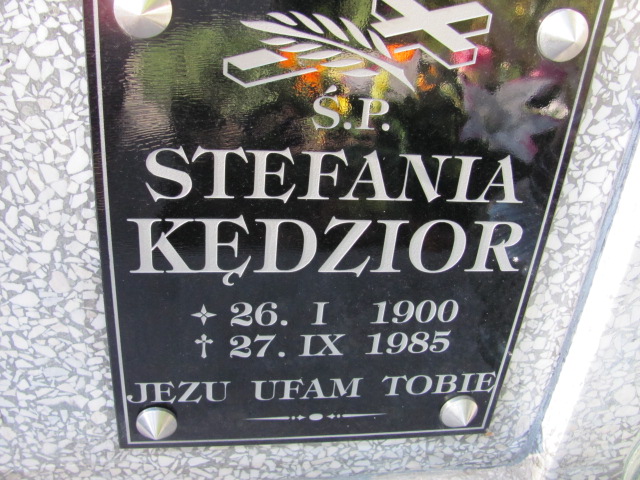 Ś.P.
STEFANIA
KĘDZIOR
✧ 26. I 1900
† 27. IX 1985
JEZU UFAM TOBIE